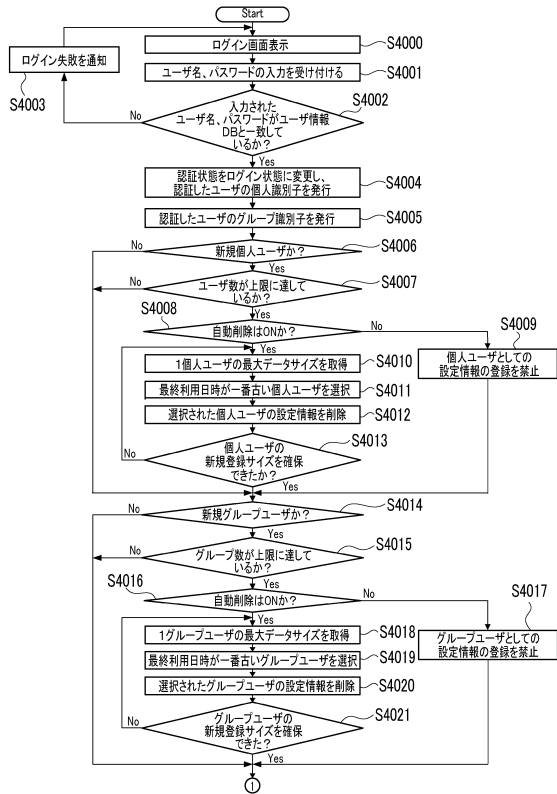 Start
ログイン画面表示
S4000
ログイン失敗を通知
S4003
ユーザ名、パスワードの入力を受け付ける
S4001
入力された
ユーザ名、パスワードがユーザ情報
DBと一致して
いるか？
S4002
No
Yes
認証状態をログイン状態に変更し、
認証したユーザの個人識別子を発行
S4004
認証したユーザのグループ識別子を発行
S4005
新規個人ユーザか？
S4006
No
Yes
ユーザ数が上限に達して
いるか？
S4007
No
Yes
S4008
自動削除はONか？
No
Yes
S4009
個人ユーザとしての
設定情報の登録を禁止
1個人ユーザの最大データサイズを取得
S4010
最終利用日時が一番古い個人ユーザを選択
S4011
選択された個人ユーザの設定情報を削除
S4012
個人ユーザの
新規登録サイズを確保
できたか？
S4013
No
Yes
新規グループユーザか？
S4014
No
Yes
グループ数が上限に達して
いるか？
S4015
No
Yes
S4016
自動削除はONか？
No
Yes
S4017
グループユーザとしての
設定情報の登録を禁止
1グループユーザの最大データサイズを取得
S4018
最終利用日時が一番古いグループユーザを選択
S4019
選択されたグループユーザの設定情報を削除
S4020
グループユーザの
新規登録サイズを確保
できた？
S4021
No
Yes
1